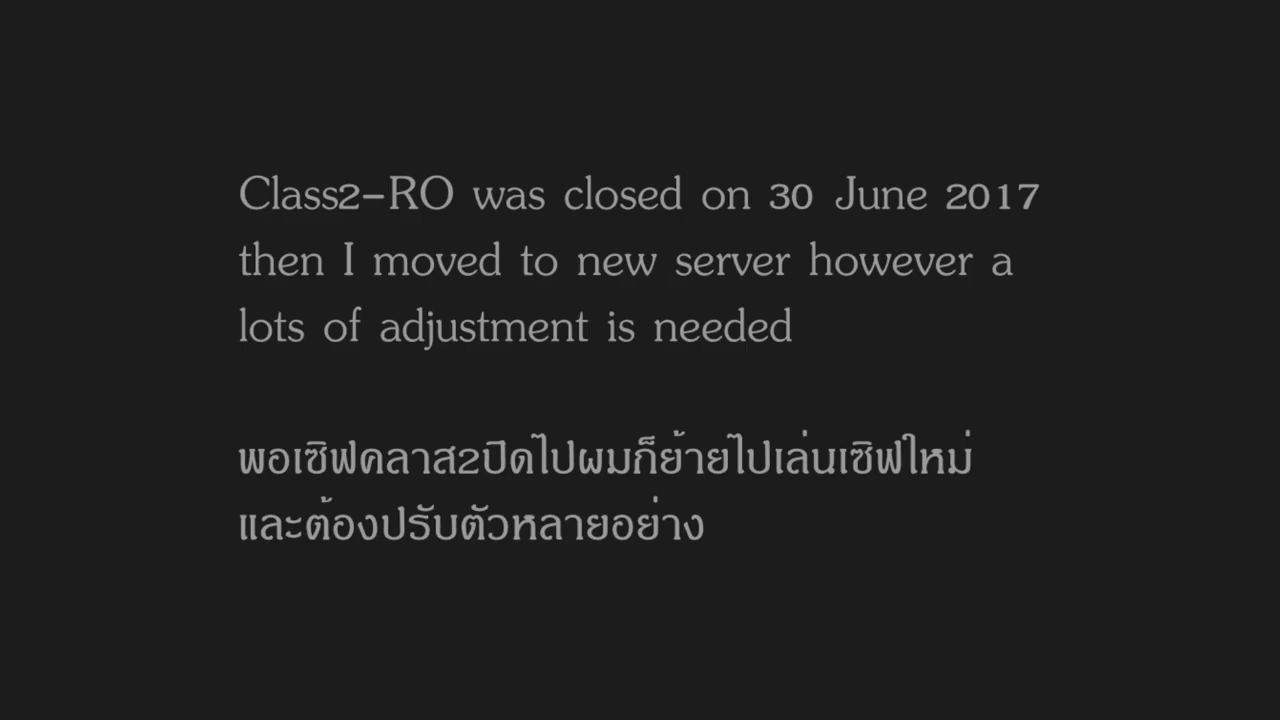 Class2-RO was closed on 30 June 2017
then I moved to new server however a
lots of adjustment is needed
พอเซิฟคลาส2ปิดไปผมก็ย้ายไปเล่นเซิฟใหม่
และต้องปรับตัวหลายอย่าง